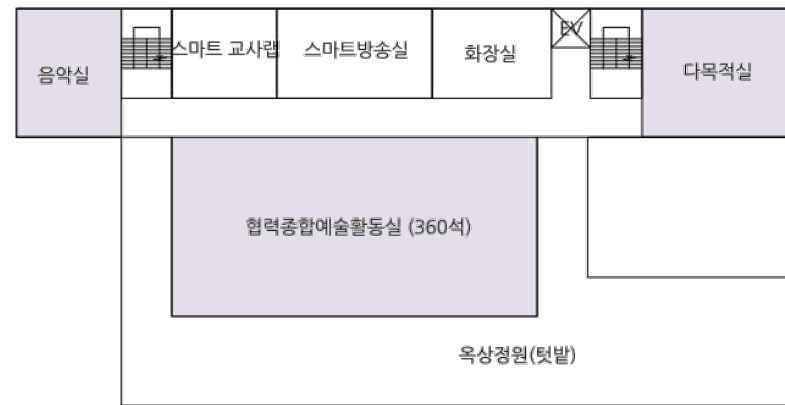 음악실
스마트 교사랩
스마트방송실
화장실
EV
다목적실
협력종합예술활동실 (360석)
옥상정원(텃밭)